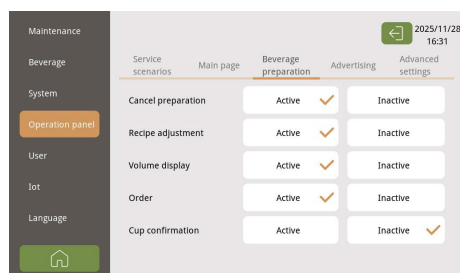 Maintenance
Beverage
System
Operation panel
User
Iot
Language
2025/11/28
16:31
Service
scenarios
Main page
Beverage
preparation
Advertising
Advanced
settings
Cancel preparation
Active
Inactive
Recipe adjustment
Active
Inactive
Volume display
Active
Inactive
Order
Active
Inactive
Cup confirmation
Active
Inactive